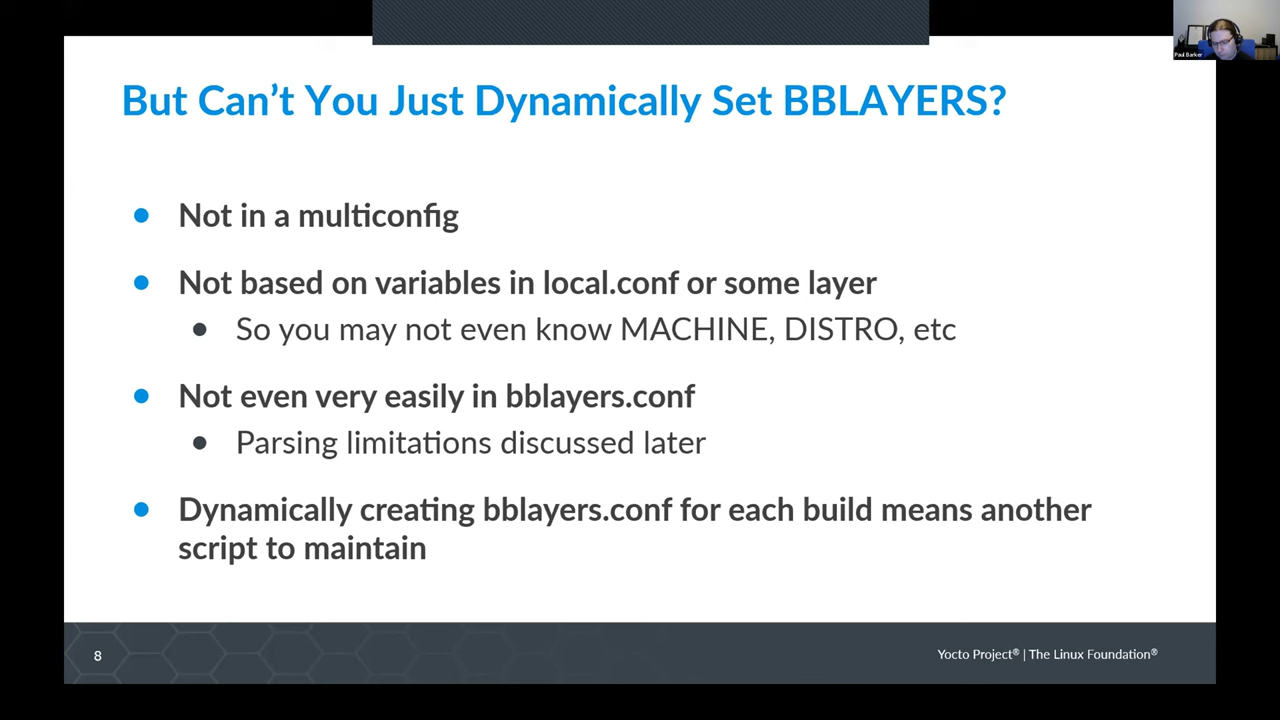 Paul Barker
But Can't You Just Dynamically Set BBLAYERS?
Not in a multiconfig
Not based on variables in local.conf or some layer
So you may not even know MACHINE, DISTRO, etc
Not even very easily in bblayers.conf
Parsing limitations discussed later
Dynamically creating bblayers.conf for each build means another
script to maintain
8
Yocto Project® | The Linux Foundation®